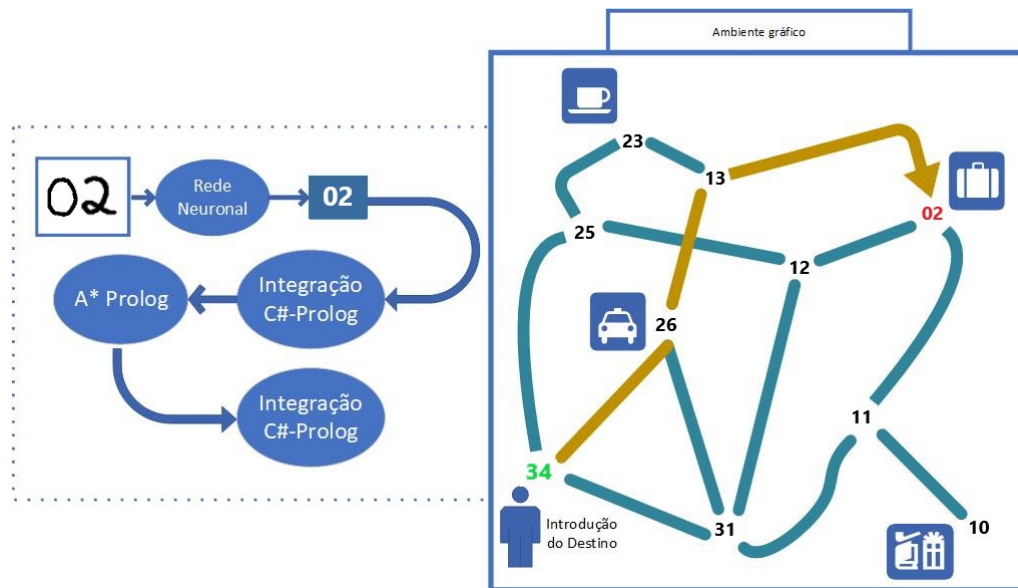 Ambiente gráfico
02
Rede
Neuronal
02
Integração
C#-Prolog
A* Prolog
Integração
C#-Prolog
23
13
02
25
12
26
11
34
31
10
Introdução
do Destino